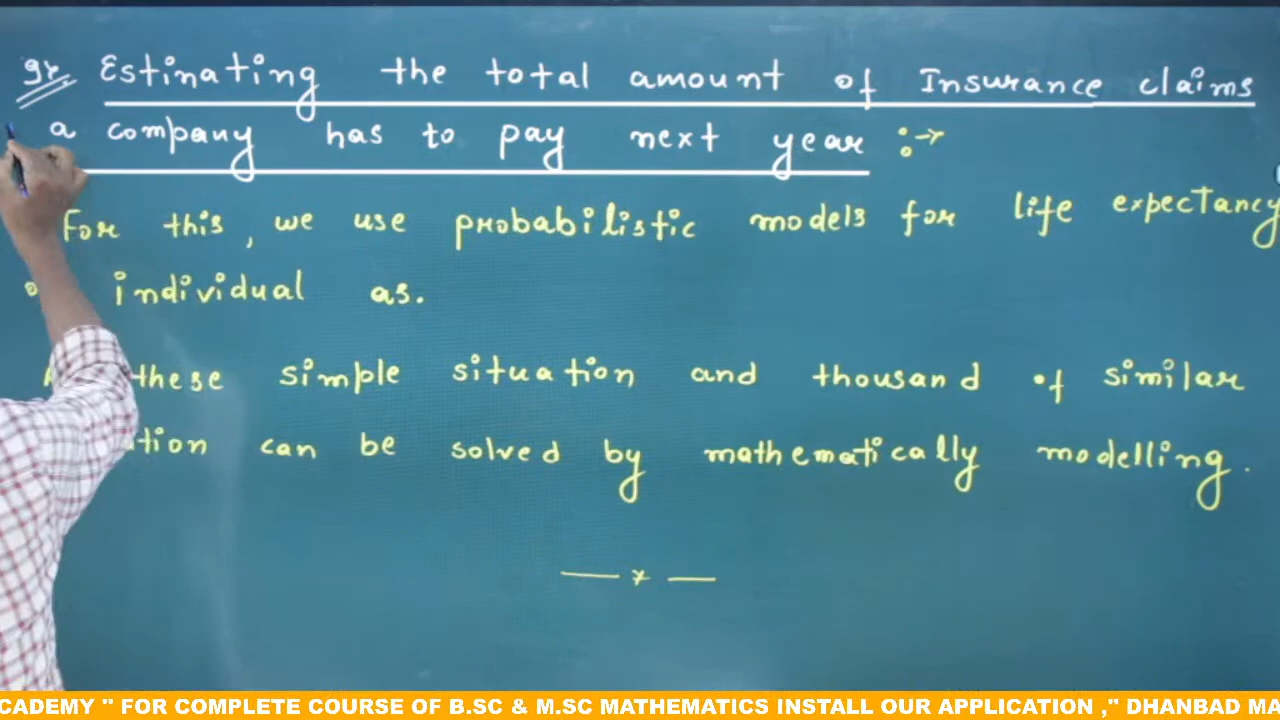 Estinating the total amount of Insurance claims
a company has to pay next year :→
For this, we use probabilistic models for life expectancy
individual as.
these simple situation and thousand of similar
can be solved by mathematically modelling.
— * —
CADEMY " FOR COMPLETE COURSE OF B.SC & M.SC MATHEMATICS INSTALL OUR APPLICATION ," DHANBAD MA